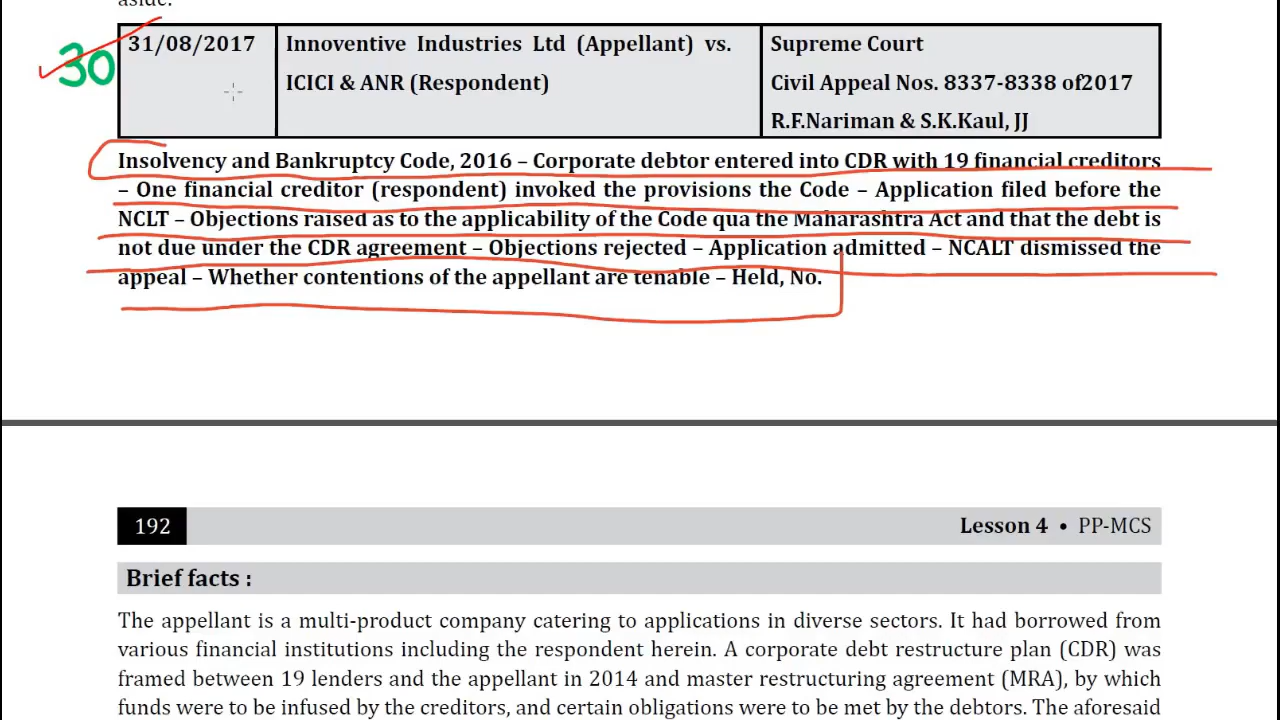 aside.
30
31/08/2017
Innoventive Industries Ltd (Appellant) vs.
ICICI & ANR (Respondent)
Supreme Court
Civil Appeal Nos. 8337-8338 of2017
R.F.Nariman & S.K.Kaul, JJ
Insolvency and Bankruptcy Code, 2016 – Corporate debtor entered into CDR with 19 financial creditors
– One financial creditor (respondent) invoked the provisions the Code – Application filed before the
NCLT – Objections raised as to the applicability of the Code qua the Maharashtra Act and that the debt is
not due under the CDR agreement – Objections rejected – Application admitted – NCALT dismissed the
appeal – Whether contentions of the appellant are tenable – Held, No.
192
Lesson 4 • PP-MCS
Brief facts :
The appellant is a multi-product company catering to applications in diverse sectors. It had borrowed from
various financial institutions including the respondent herein. A corporate debt restructure plan (CDR) was
framed between 19 lenders and the appellant in 2014 and master restructuring agreement (MRA), by which
funds were to be infused by the creditors, and certain obligations were to be met by the debtors. The aforesaid